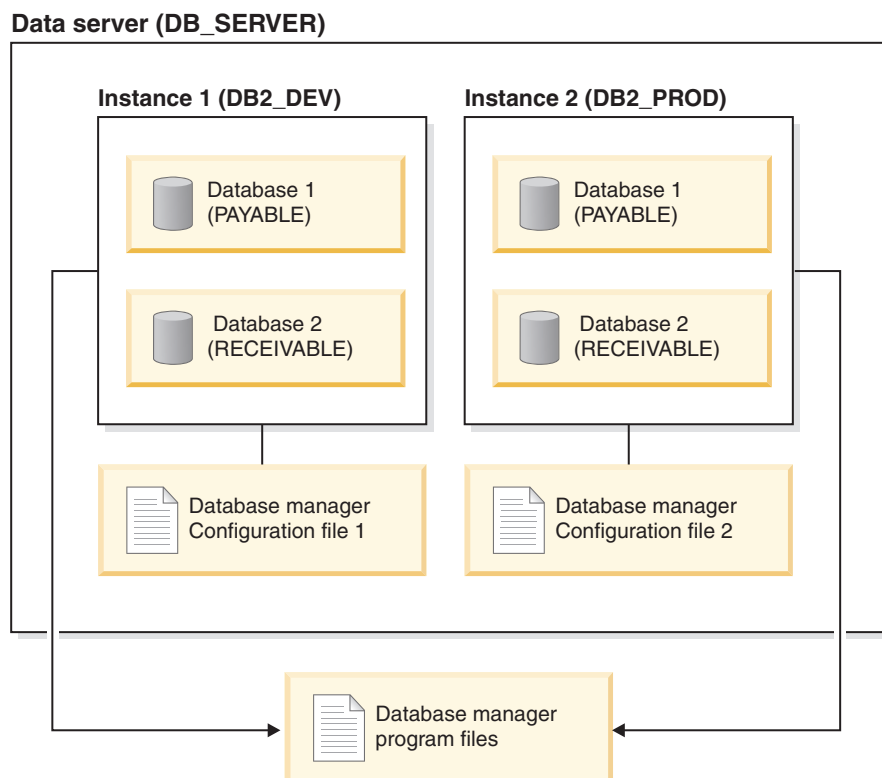 Data server (DB_SERVER)
Instance 1 (DB2_DEV)
Database 1
(PAYABLE)
Database 2
(RECEIVABLE)
Database manager
Configuration file 1
Instance 2 (DB2_PROD)
Database 1
(PAYABLE)
Database 2
(RECEIVABLE)
Database manager
Configuration file 2
Database manager
program files